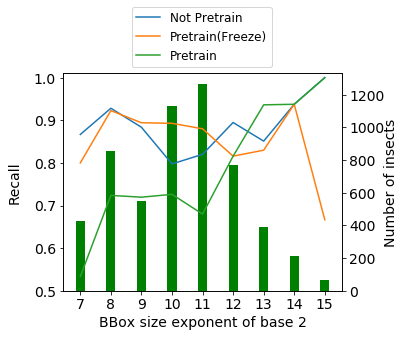 Not Pretrain
Pretrain(Freeze)
Pretrain
1.0
0.9
0.8
0.7
0.6
0.5
Recall
1200
1000
800
600
400
200
0
Number of insects
7 8 9 10 11 12 13 14 15
BBox size exponent of base 2